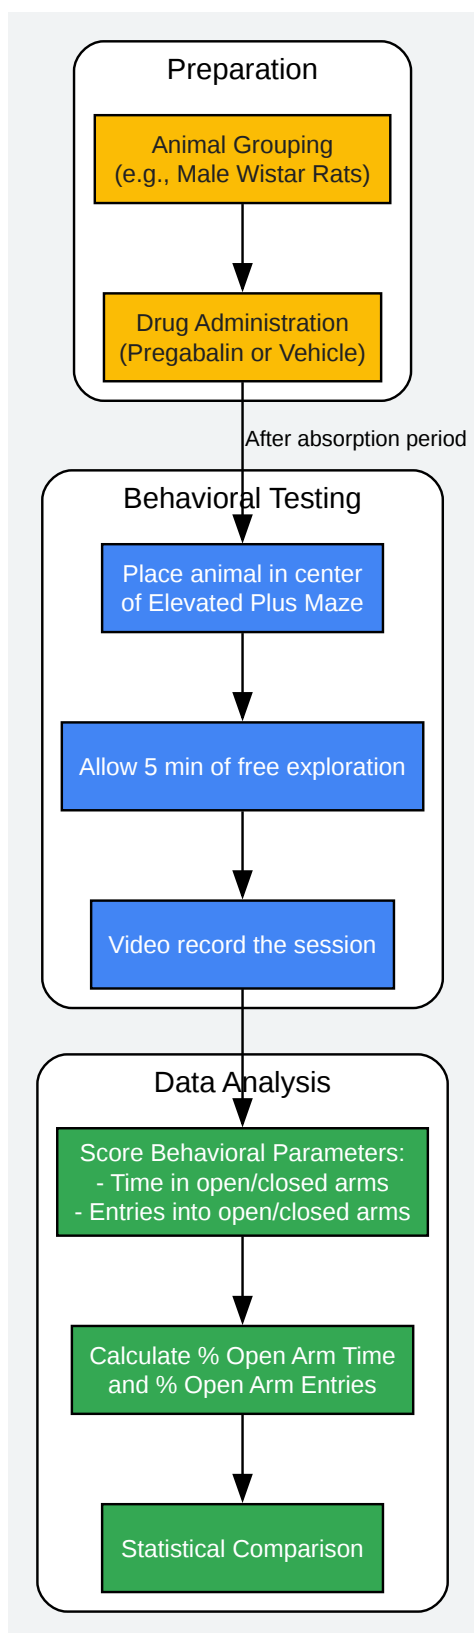 Preparation
Animal Grouping
(e.g., Male Wistar Rats)
Drug Administration
(Pregabalin or Vehicle)
After absorption period
Behavioral Testing
Place animal in center
of Elevated Plus Maze
Allow 5 min of free exploration
Video record the session
Data Analysis
Score Behavioral Parameters:
- Time in open/closed arms
- Entries into open/closed arms
Calculate % Open Arm Time
and % Open Arm Entries
Statistical Comparison